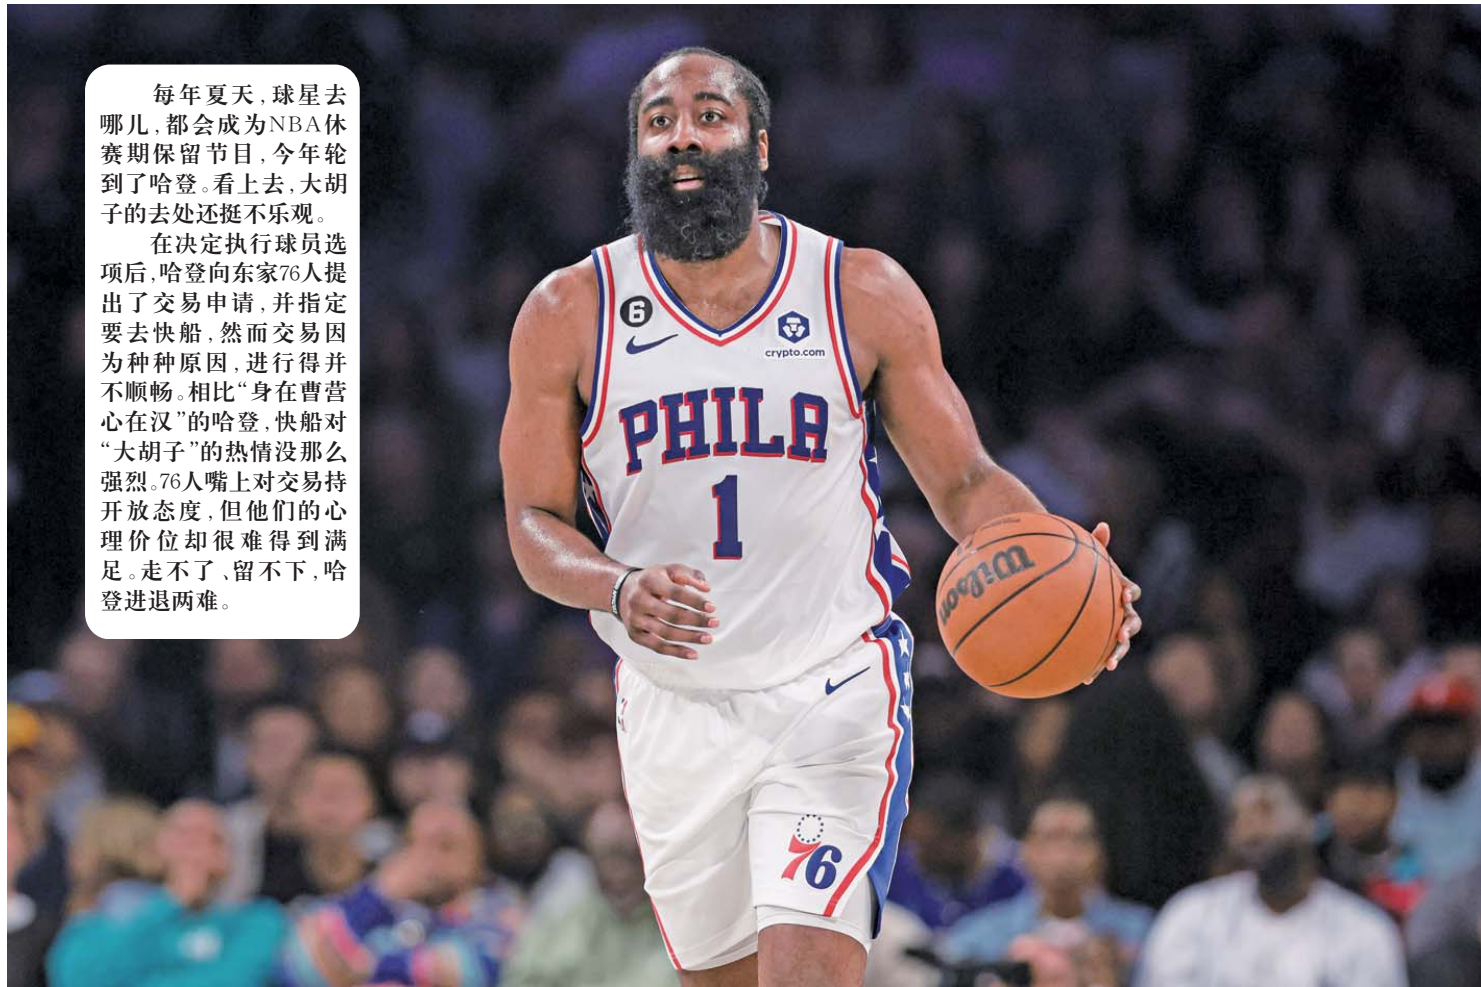 每年夏天，球星去
哪儿，都会成为NBA休
赛期保留节目，今年轮
到了哈登。看上去，大胡
子的去处还挺不乐观。
在决定执行球员选
项后，哈登向东家76人提
出了交易申请，并指定
要去快船，然而交易因
为种种原因，进行得并
不顺畅。相比“身在曹营
心在汉”的哈登，快船对
“大胡子”的热情没那么
强烈。76人嘴上对交易持
开放态度，但他们的心
理价位却很难得到满
足。走不了、留不下，哈
登进退两难。
6
crypto.com
PHILA
1
Wilson
76